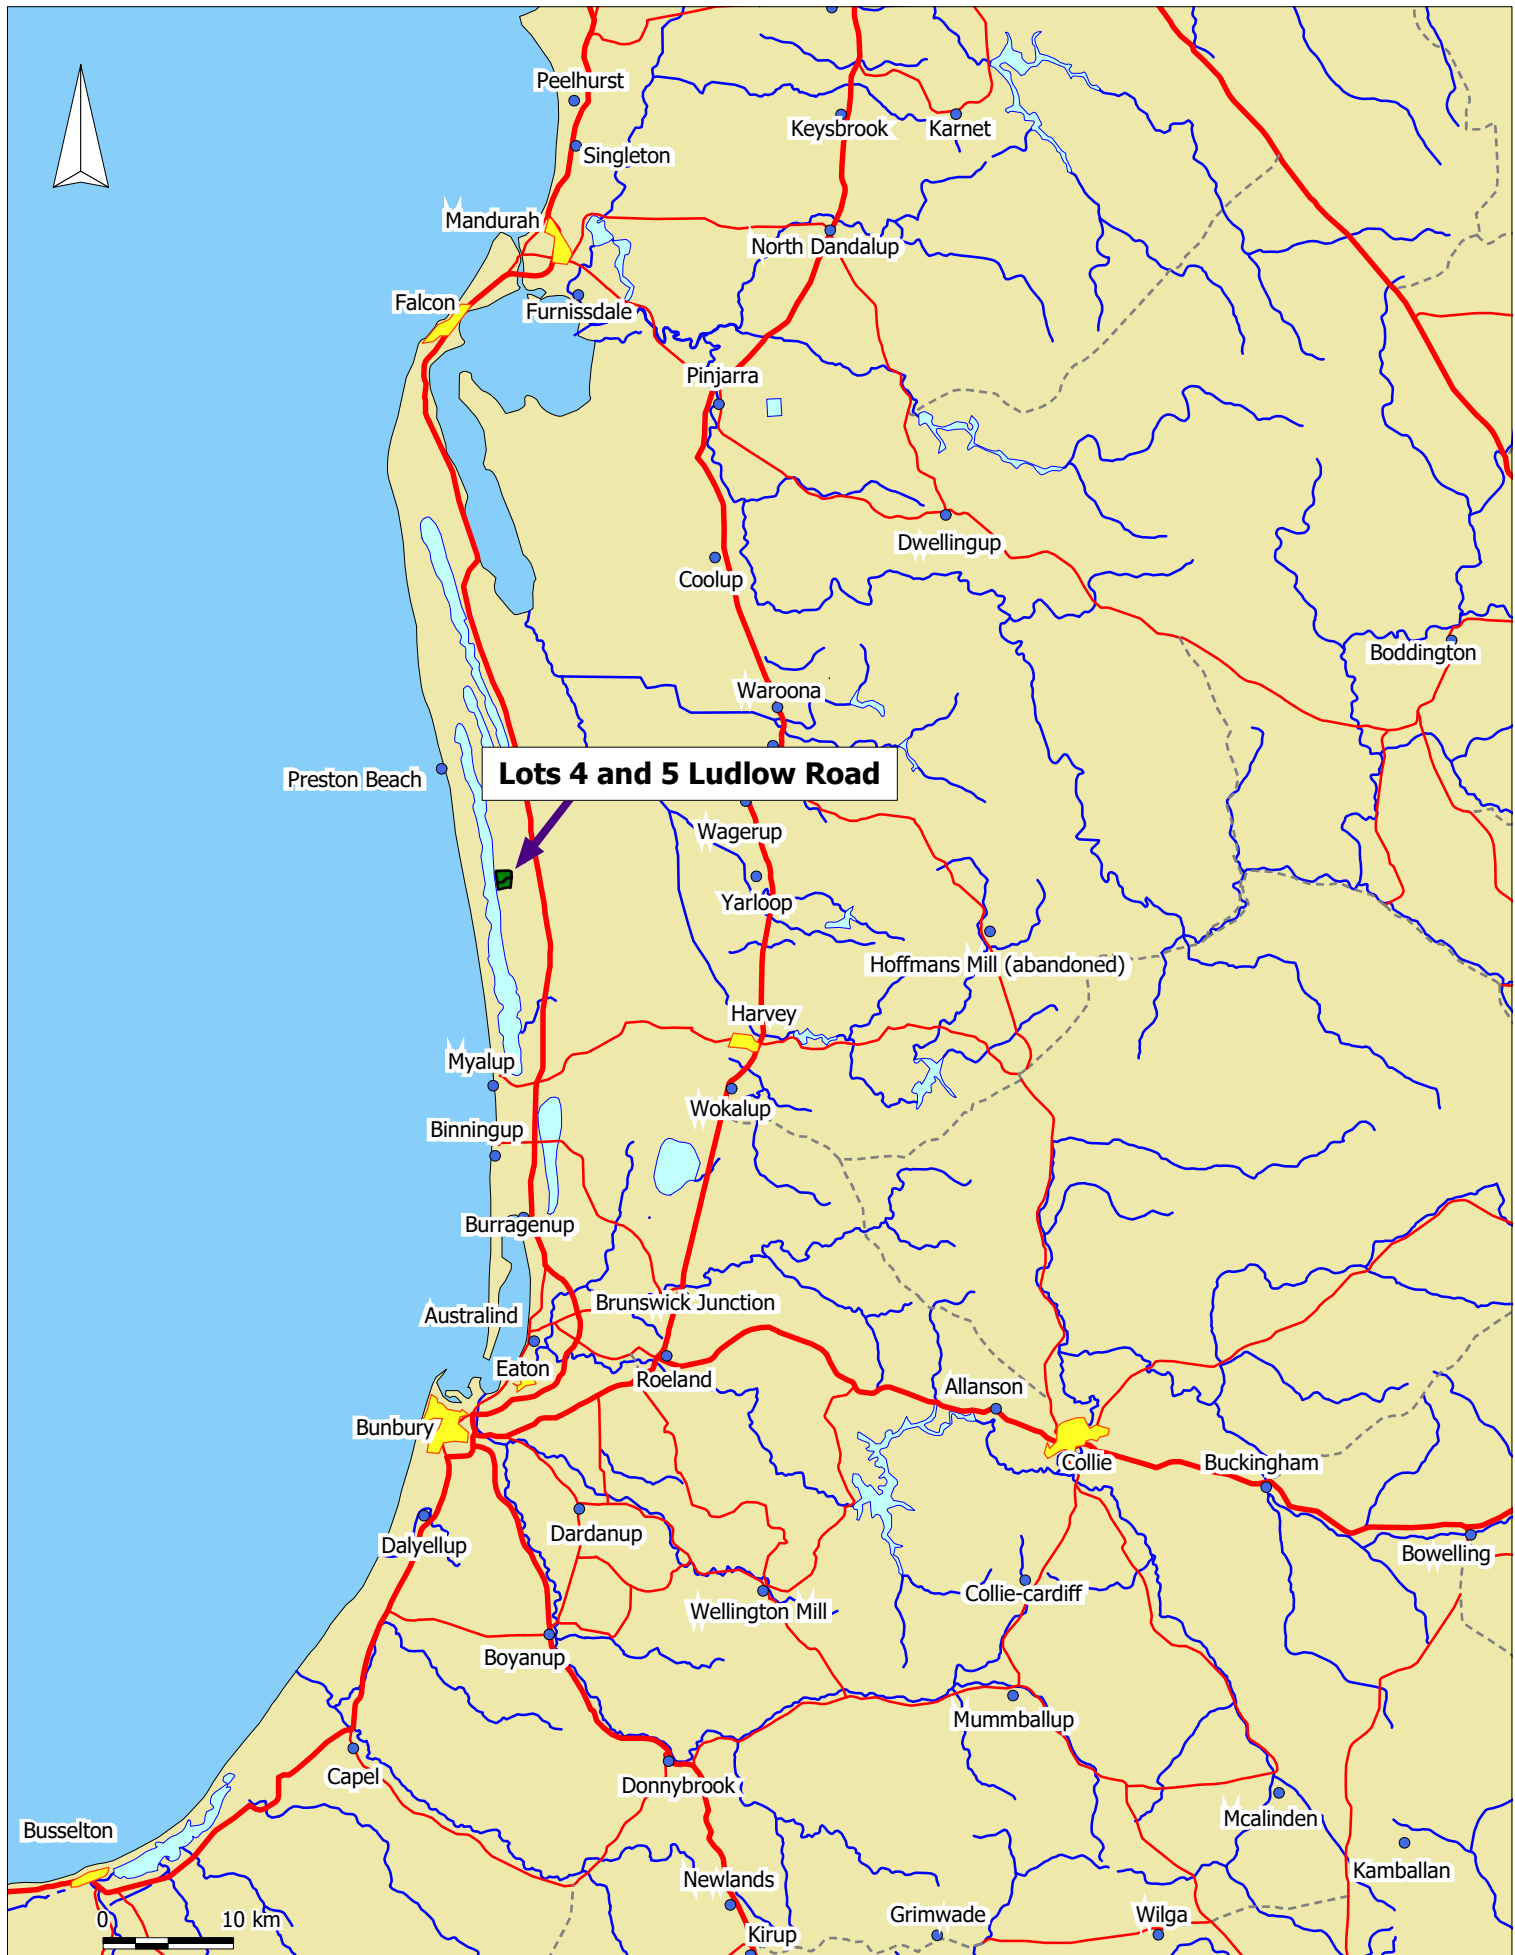 Peelhurst
Keysbrook
Karnet
Singleton
Mandurah
North Dandalup
Falcon
Furnissdale
Pinjarra
Dwellingup
Coolup
Boddington
Waroona
Lots 4 and 5 Ludlow Road
Preston Beach
Wagerup
Yarloop
Hoffmans Mill (abandoned)
Harvey
Myalup
Wokalup
Binningup
Burragenup
Brunswick Junction
Australind
Eaton
Roeland
Allanson
Bunbury
Collie
Buckingham
Dardanup
Dalyellup
Bowelling
Collie-cardiff
Wellington Mill
Boyanup
Mummballup
Capel
Donnybrook
Mcalinden
Busselton
Kamballan
Newlands
Grimwade
Wilga
0 10 km
Kirup